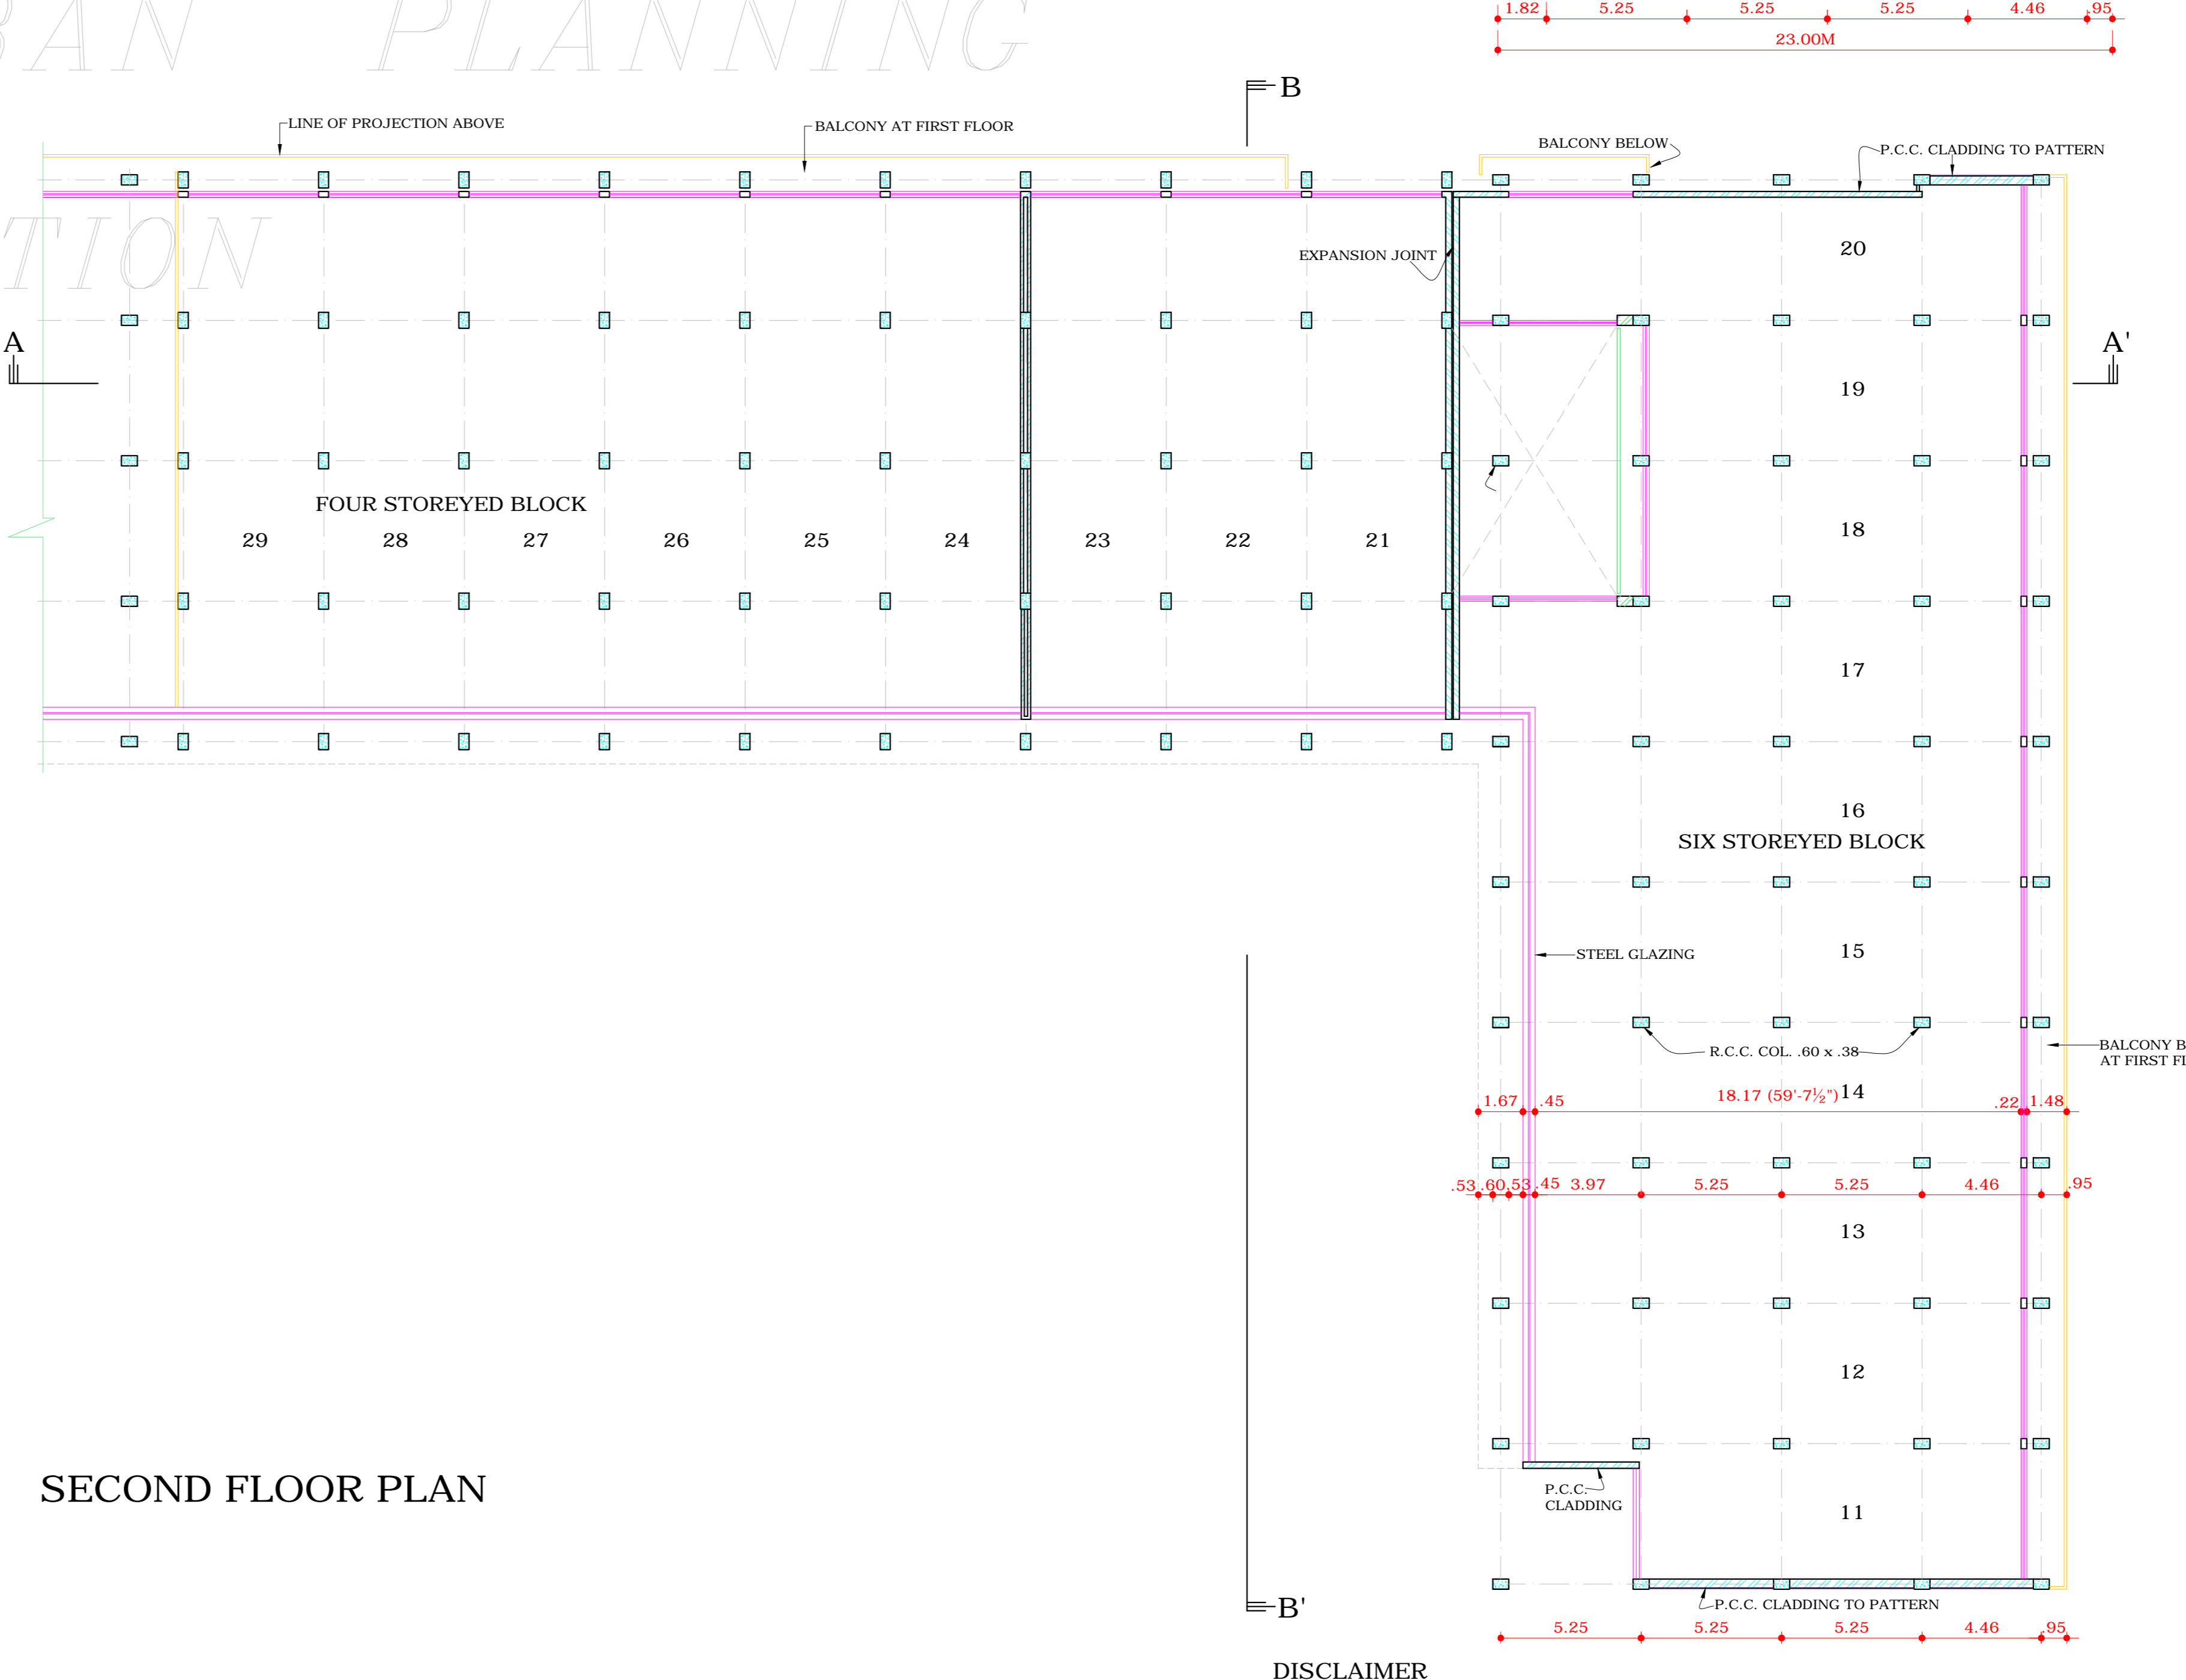 PLANNING
TION
1.82 5.25 5.25 5.25 4.46 .95
23.00M
B
LINE OF PROJECTION ABOVE
BALCONY AT FIRST FLOOR
BALCONY BELOW
P.C.C. CLADDING TO PATTERN
EXPANSION JOINT
20
A
A'
19
FOUR STOREYED BLOCK
18
29 28 27 26 25 24 23 22 21
17
16
SIX STOREYED BLOCK
STEEL GLAZING
15
R.C.C. COL. .60 x .38
BALCONY B
AT FIRST
18.17 (59'-7½") 14
1.67 .45 .22 1.48
.53 .60 .53 .45 3.97 5.25 5.25 4.46 .95
13
12
SECOND FLOOR PLAN
P.C.C.
CLADDING
11
B'
P.C.C. CLADDING TO PATTERN
5.25 5.25 5.25 4.46 .95
DISCLAIMER